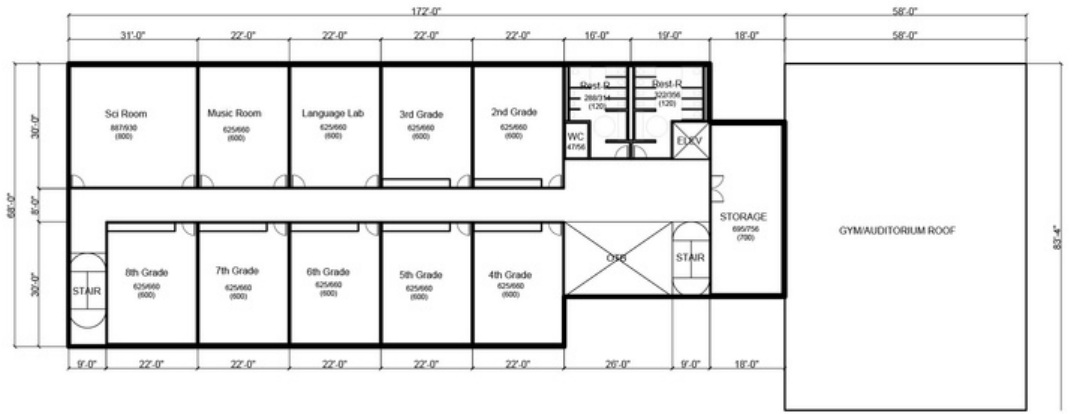 172'-0"
58'-0"
31'-0"
22'-0"
22'-0"
22'-0"
22'-0"
16'-0"
19'-0"
18'-0"
58'-0"
68'-0"
30'-0"
8'-0"
30'-0"
83'-4"
Sci Room
887/930
(800)
Music Room
625/660
(600)
Language Lab
625/660
(600)
3rd Grade
625/660
(600)
2nd Grade
625/660
(600)
Rest R
(120)
Rest R
322/356
(120)
WC
47/56
ELEV
STORAGE
695/756
(700)
GYM/AUDITORIUM ROOF
STAIR
8th Grade
625/660
(600)
7th Grade
625/660
(600)
6th Grade
625/660
(600)
5th Grade
625/660
(600)
4th Grade
625/660
(600)
OTB
STAIR
9'-0"
22'-0"
22'-0"
22'-0"
22'-0"
22'-0"
26'-0"
9'-0"
18'-0"